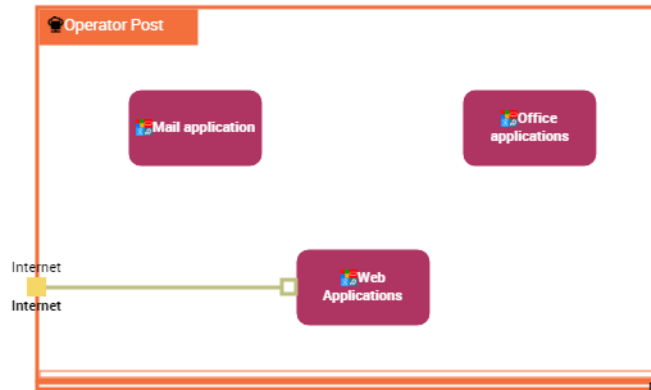 Operator Post
Mail application
Office
applications
Internet
Internet
Web
Applications